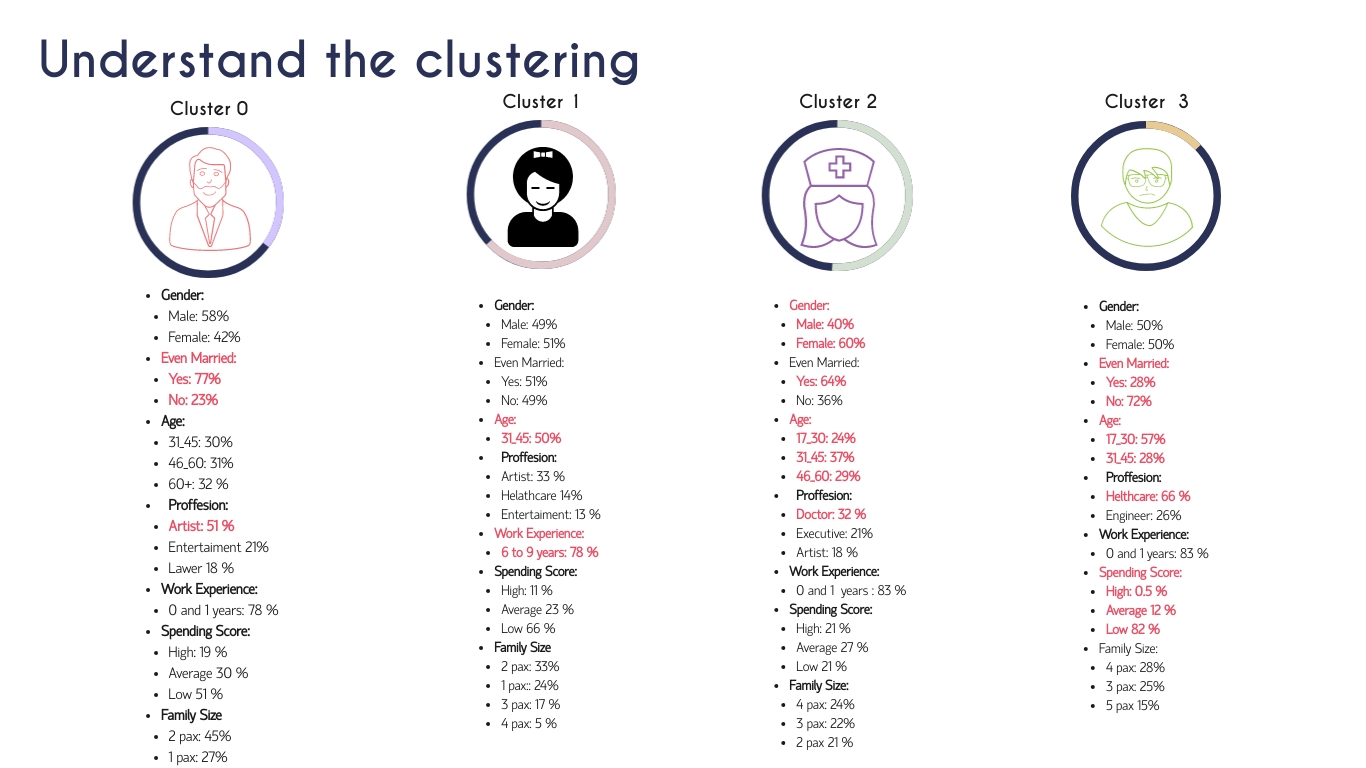 Understand the clustering
Cluster 0
Gender:
Male: 58%
Female: 42%
Even Married:
Yes: 77%
No: 23%
Age:
31_45: 30%
46_60: 31%
60+: 32 %
Proffesion:
Artist: 51 %
Entertaiment 21%
Lawer 18 %
Work Experience:
0 and 1 years: 78 %
Spending Score:
High: 19 %
Average 30 %
Low 51 %
Family Size
2 pax: 45%
1 pax: 27%
Cluster 1
Gender:
Male: 49%
Female: 51%
Even Married:
Yes: 51%
No: 49%
Age:
31_45: 50%
Proffesion:
Artist: 33 %
Helathcare 14%
Entertaiment: 13 %
Work Experience:
6 to 9 years: 78 %
Spending Score:
High: 11 %
Average 23 %
Low 66 %
Family Size
2 pax: 33%
1 pax:: 24%
3 pax: 17 %
4 pax: 5 %
Cluster 2
Gender:
Male: 40%
Female: 60%
Even Married:
Yes: 64%
No: 36%
Age:
17_30: 24%
31_45: 37%
46_60: 29%
Proffesion:
Doctor: 32 %
Executive: 21%
Artist: 18 %
Work Experience:
0 and 1 years : 83 %
Spending Score:
High: 21 %
Average 27 %
Low 21 %
Family Size:
4 pax: 24%
3 pax: 22%
2 pax 21 %
Cluster 3
Gender:
Male: 50%
Female: 50%
Even Married:
Yes: 28%
No: 72%
Age:
17_30: 57%
31_45: 28%
Proffesion:
Helthcare: 66 %
Engineer: 26%
Work Experience:
0 and 1 years: 83 %
Spending Score:
High: 0.5 %
Average 12 %
Low 82 %
Family Size:
4 pax: 28%
3 pax: 25%
5 pax 15%